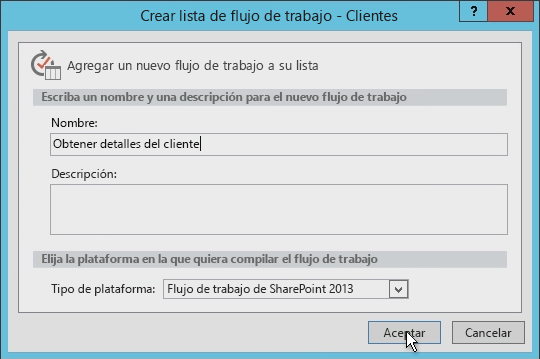 Crear lista de flujo de trabajo - Clientes
?
x
Agregar un nuevo flujo de trabajo a su lista
Escriba un nombre y una descripción para el nuevo flujo de trabajo
Nombre:
Obtener detalles del cliente
Descripción:
Elija la plataforma en la que quiera compilar el flujo de trabajo
Tipo de plataforma: Flujo de trabajo de SharePoint 2013
Aceptar Cancelar